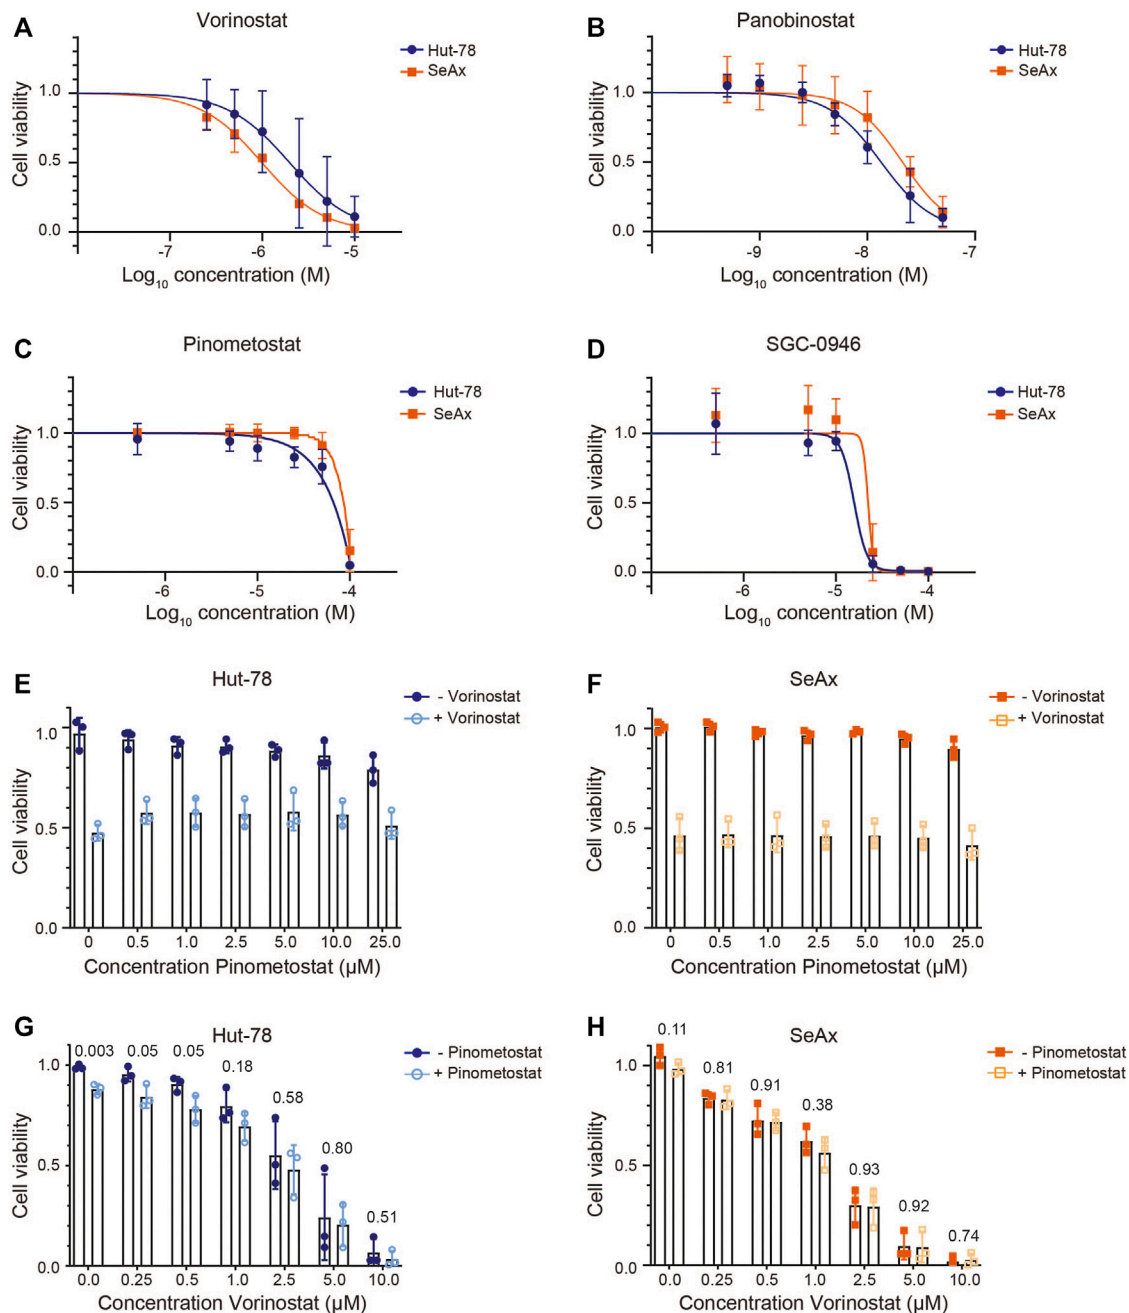 A
Vorinostat
Hut-78
SeAx
Cell viability
1.0
0.5
0.0
-7
-6
-5
Log10 concentration (M)
B
Panobinostat
Hut-78
SeAx
Cell viability
1.0
0.5
0.0
-9
-8
-7
Log10 concentration (M)
C
Pinometostat
Hut-78
SeAx
Cell viability
1.0
0.5
0.0
-6
-5
-4
Log10 concentration (M)
D
SGC-0946
Hut-78
SeAx
Cell viability
1.0
0.5
0.0
-6
-5
-4
Log10 concentration (M)
E
Hut-78
- Vorinostat
+ Vorinostat
Cell viability
1.0
0.5
0.0
0 0.5 1.0 2.5 5.0 10.0 25.0
Concentration Pinometostat (µM)
F
SeAx
- Vorinostat
+ Vorinostat
Cell viability
1.0
0.5
0.0
0 0.5 1.0 2.5 5.0 10.0 25.0
Concentration Pinometostat (µM)
G
Hut-78
- Pinometostat
+ Pinometostat
0.003 0.05 0.05 0.18 0.58 0.80 0.51
Cell viability
1.0
0.5
0.0
0.0 0.25 0.5 1.0 2.5 5.0 10.0
Concentration Vorinostat (µM)
H
SeAx
- Pinometostat
+ Pinometostat
0.11 0.81 0.91 0.38 0.93 0.92 0.74
Cell viability
1.0
0.5
0.0
0.0 0.25 0.5 1.0 2.5 5.0 10.0
Concentration Vorinostat (µM)